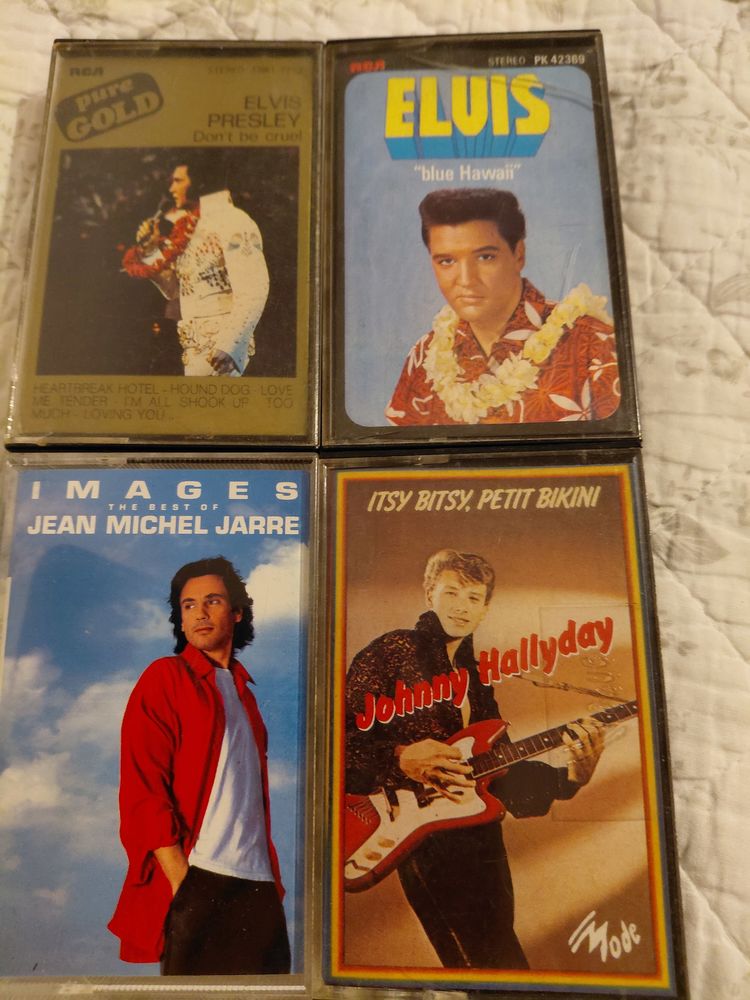 RCA
STEREO
pure
GOLD
ELVIS
PRESLEY
Don't be cruel
HEARTBREAK HOTEL - HOUND DOG - LOVE
ME TENDER - I'M ALL SHOOK UP TOO
MUCH - LOVING YOU ..
RCA
STEREO PK 42369
ELVIS
"blue Hawaii"
IMAGES
THE BEST OF
JEAN MICHEL JARRE
ITSY BITSY, PETIT BIKINI
Johnny Hallyday
Mode